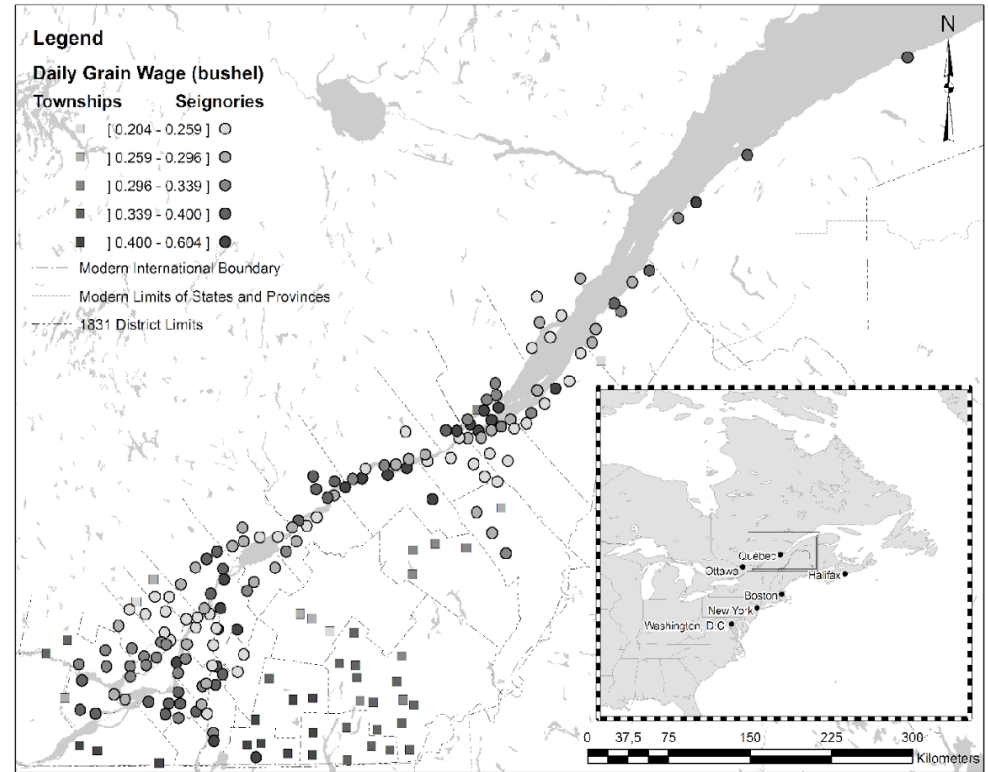 Legend
Daily Grain Wage (bushel)
Townships Seignories
[ 0.204 - 0.259 ]
] 0.259 - 0.296 ]
] 0.296 - 0.339 ]
] 0.339 - 0.400 ]
] 0.400 - 0.604 ]
Modern International Boundary
Modern Limits of States and Provinces
1831 District Limits
N
Québec
Ottawa
Halifax
Boston
New York
Washington, D.C
0 37,5 75 150 225 300
Kilometers